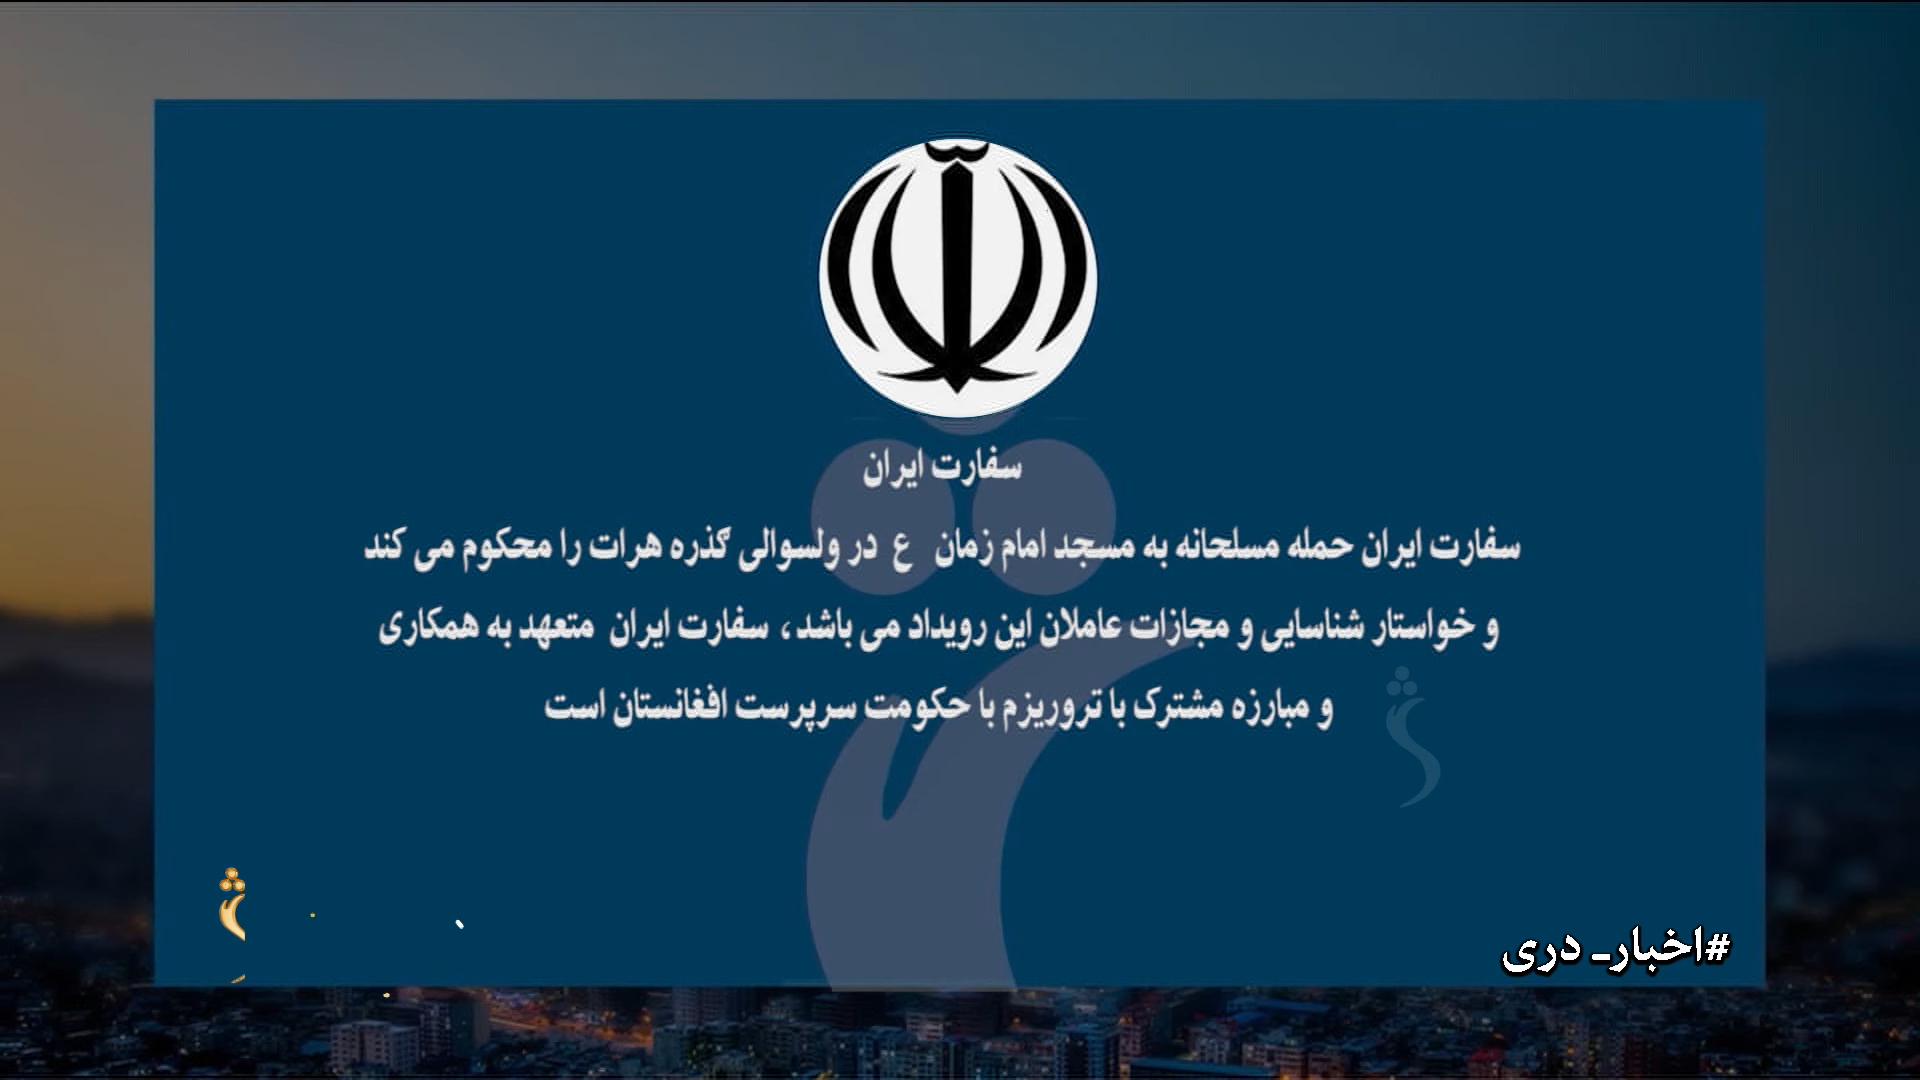 سفارت ایران
سفارت ایران حمله مسلحانه به مسجد امام زمان ع در ولسوالی ګذره هرات را محکوم می کند
و خواستار شناسایی و مجازات عاملان این رویداد می باشد، سفارت ایران متعهد به همکاری
و مبارزه مشترک با تروریزم با حکومت سرپرست افغانستان است
#اخبارـ دری